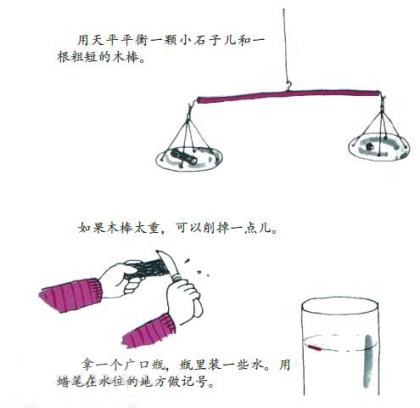 用天平平衡一颗小石子儿和一
根粗短的木棒。
如果木棒太重，可以削掉一点儿。
拿一个广口瓶，瓶里装一些水。用
蜡笔在水位的地方做记号。